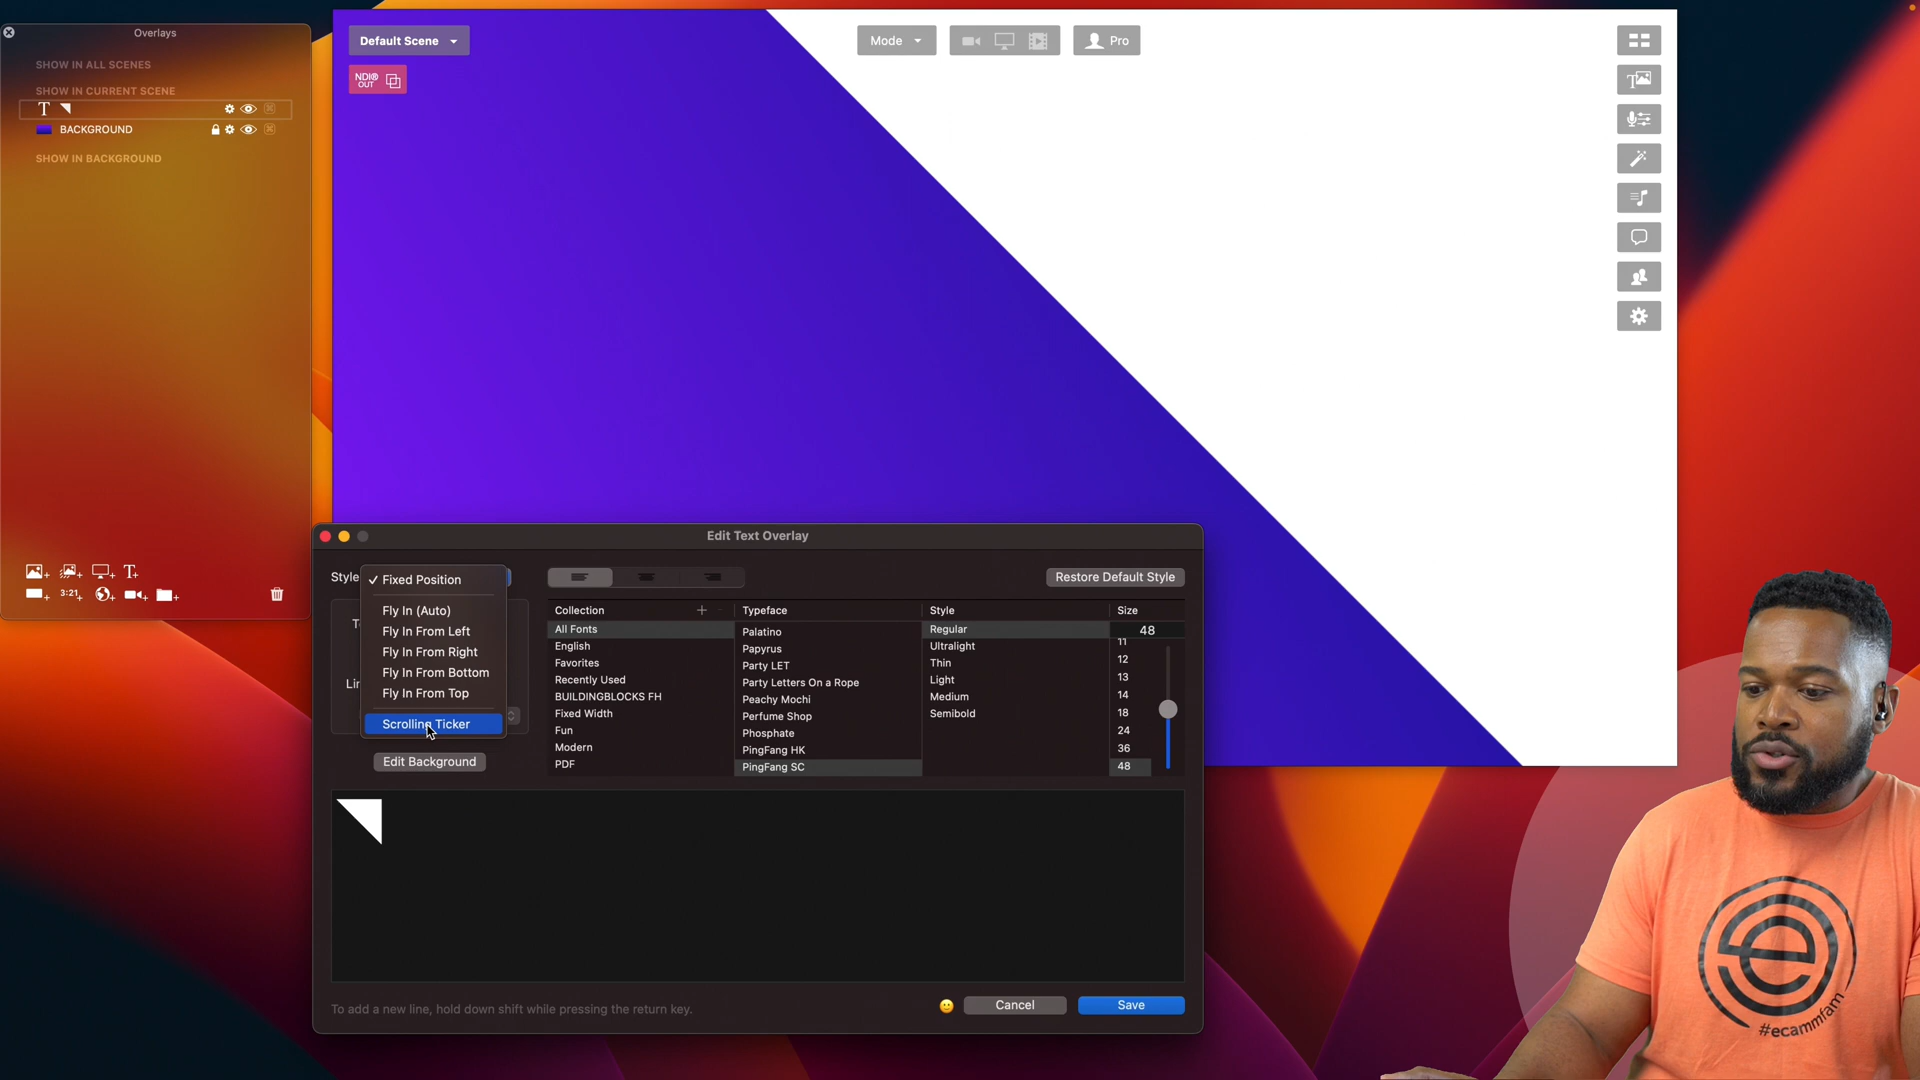 Overlays
SHOW IN ALL SCENES
SHOW IN CURRENT SCENE
T
BACKGROUND
SHOW IN BACKGROUND
T+
3:21+
Default Scene
NDI® OUT
Mode
Pro
T
Edit Text Overlay
Style
✓ Fixed Position
Fly In (Auto)
Fly In From Left
Fly In From Right
Fly In From Bottom
Fly In From Top
Scrolling Ticker
Edit Background
Restore Default Style
Collection
All Fonts
English
Favorites
Recently Used
BUILDINGBLOCKS FH
Fixed Width
Fun
Modern
PDF
Typeface
Palatino
Papyrus
Party LET
Party Letters On a Rope
Peachy Mochi
Perfume Shop
Phosphate
PingFang HK
PingFang SC
Style
Regular
Ultralight
Thin
Light
Medium
Semibold
Size
48
11
12
13
14
18
24
36
48
To add a new line, hold down shift while pressing the return key.
Cancel
Save
e
#ecammfam